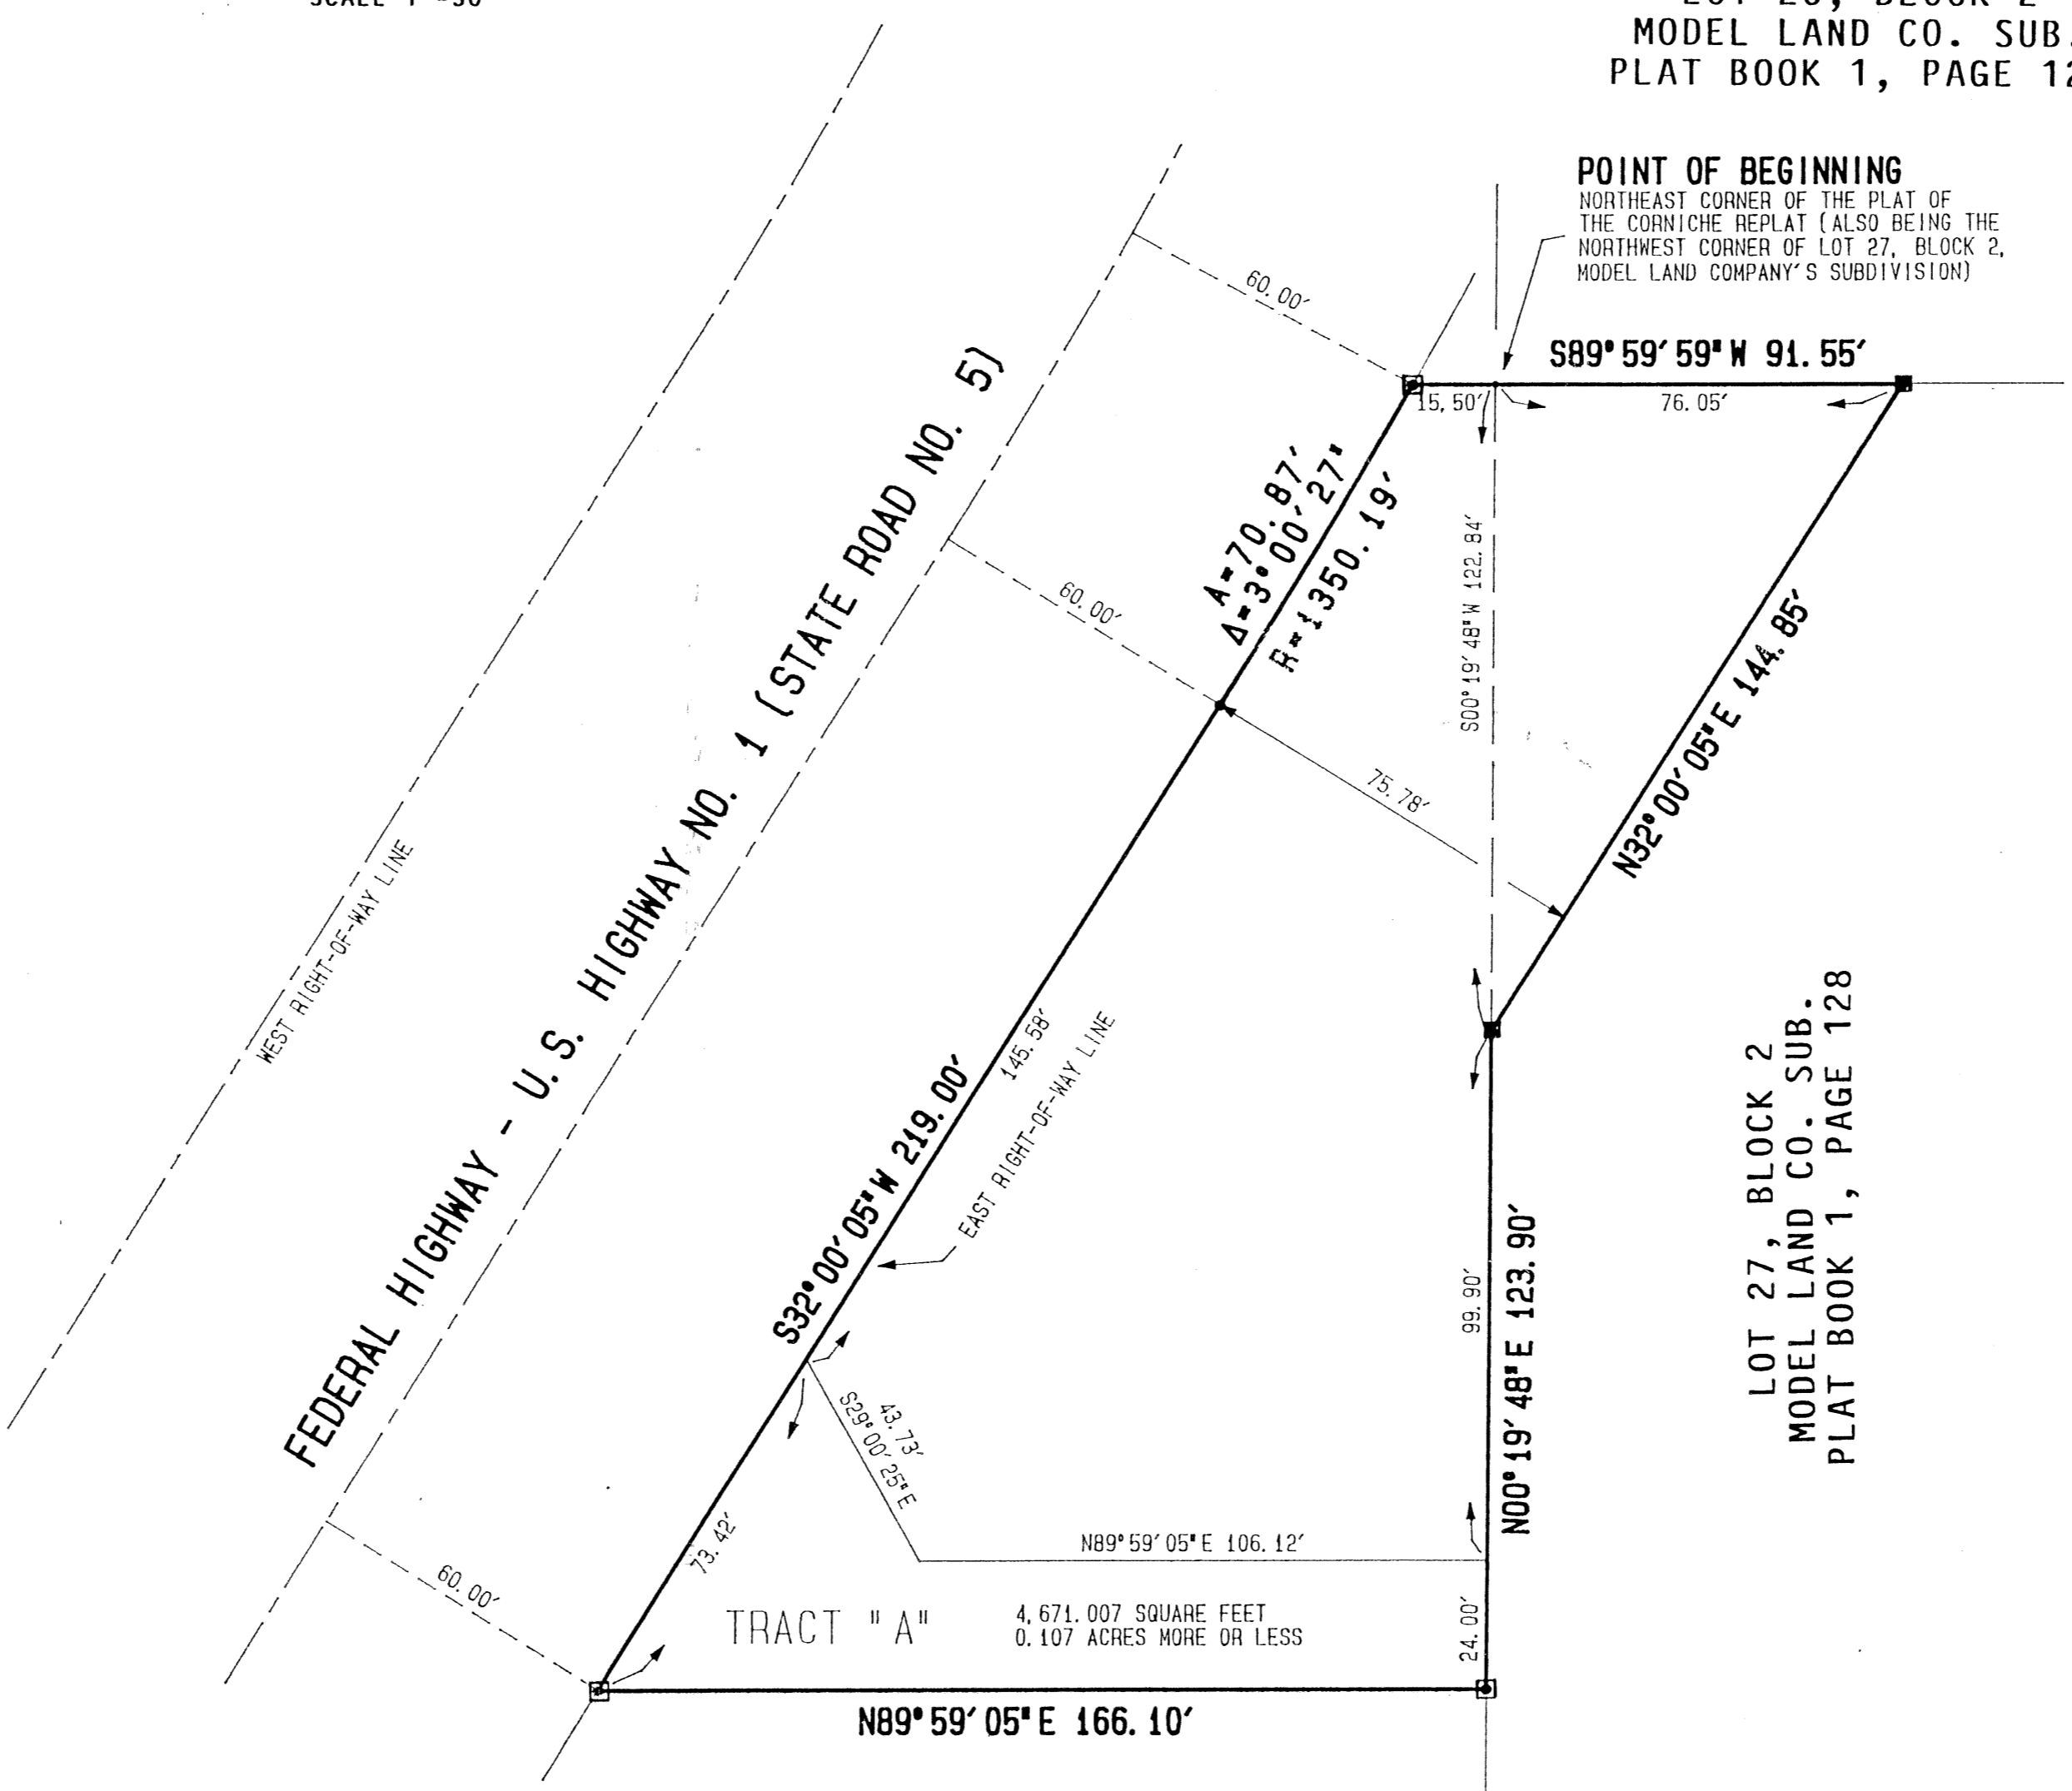 MODEL LAND CO. SUB.
PLAT BOOK 1, PAGE
POINT OF BEGINNING
NORTHEAST CORNER OF THE PLAT OF
THE CORNICHE REPLAT (ALSO BEING THE
NORTHWEST CORNER OF LOT 27, BLOCK 2,
MODEL LAND COMPANY'S SUBDIVISION)
60.00'
S89°59'59"W 91.55'
15,50'
76.05'
A=70.87'
Δ=3°00'27"
R=1350.19'
S00°19'48"W 122.84'
60.00'
75.78'
N32°00'05"E 144.85'
FEDERAL HIGHWAY - U.S. HIGHWAY NO. 1 (STATE ROAD NO. 5)
WEST RIGHT-OF-WAY LINE
145.58'
EAST RIGHT-OF-WAY LINE
S32°00'05"W 219.00'
LOT 27, BLOCK 2
MODEL LAND CO. SUB.
PLAT BOOK 1, PAGE 128
99.90'
N00°19'48"E 123.90'
43.73'
S29°00'25"E
73.42'
N89°59'05"E 106.12'
60.00'
TRACT "A"
4,671.007 SQUARE FEET
0.107 ACRES MORE OR LESS
24.00'
N89°59'05"E 166.10'